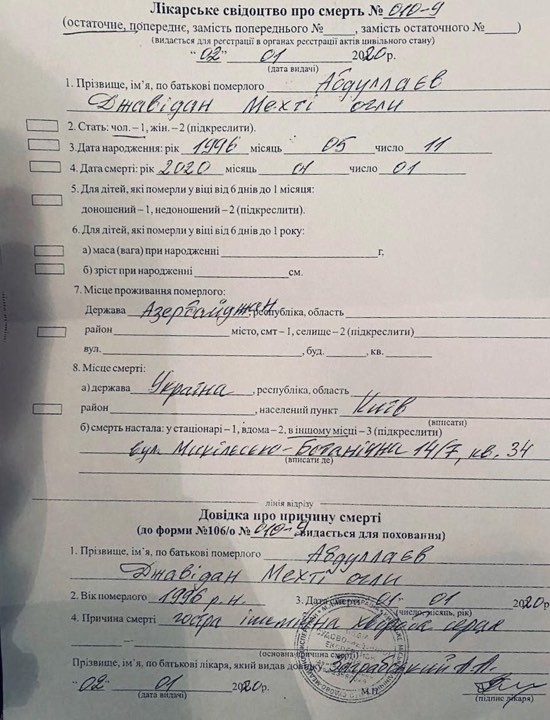 Лікарське свідоцтво про смерть № 010-9
(остаточне, попереднє, замість попереднього № , замість остаточного № )
(видається для реєстрації в органах реєстрації актів цивільного стану)
“ 02 ” 01 2020р.
(дата видачі)
1. Прізвище, ім’я, по батькові померлого Абдуллаєв
Джавідан Мехті огли
2. Стать: чол. – 1, жін. – 2 (підкреслити).
3. Дата народження: рік 1996 місяць 05 число 11
4. Дата смерті: рік 2020 місяць 01 число 01
5. Для дітей, які померли у віці від 6 днів до 1 місяця:
доношений – 1, недоношений – 2 (підкреслити).
6. Для дітей, які померли у віці від 6 днів до 1 року:
а) маса (вага) при народженні г.
б) зріст при народженні см.
7. Місце проживання померлого:
Держава Азербайджан, республіка, область
район місто, смт – 1, селище – 2 (підкреслити)
вул. , буд. , кв.
8. Місце смерті:
а) держава Україна , республіка, область
район , населений пункт Київ
(вписати)
б) смерть настала: у стаціонарі – 1, вдома – 2, в іншому місці – 3 (підкреслити)
вул. Микільсько-Ботанічна 14/7, кв. 34
(вписати де)
лінія відрізу
Довідка про причину смерті
(до форми №106/о № 010-9 видається для поховання)
1. Прізвище, ім’я, по батькові померлого Абдуллаєв
Джавідан Мехті огли
2. Вік померлого 1996 р.н. 3. Дата смерті 01. 01 2020р
(число, місяць, рік)
4. Причина смерті гостра ішемічна хвороба серця
(основна причина смерті)
Прізвище, ім’я, по батькові лікаря, який видав довідку
“ 02 ” 01 2020р. М.П.
(дата видачі) (підпис лікаря)